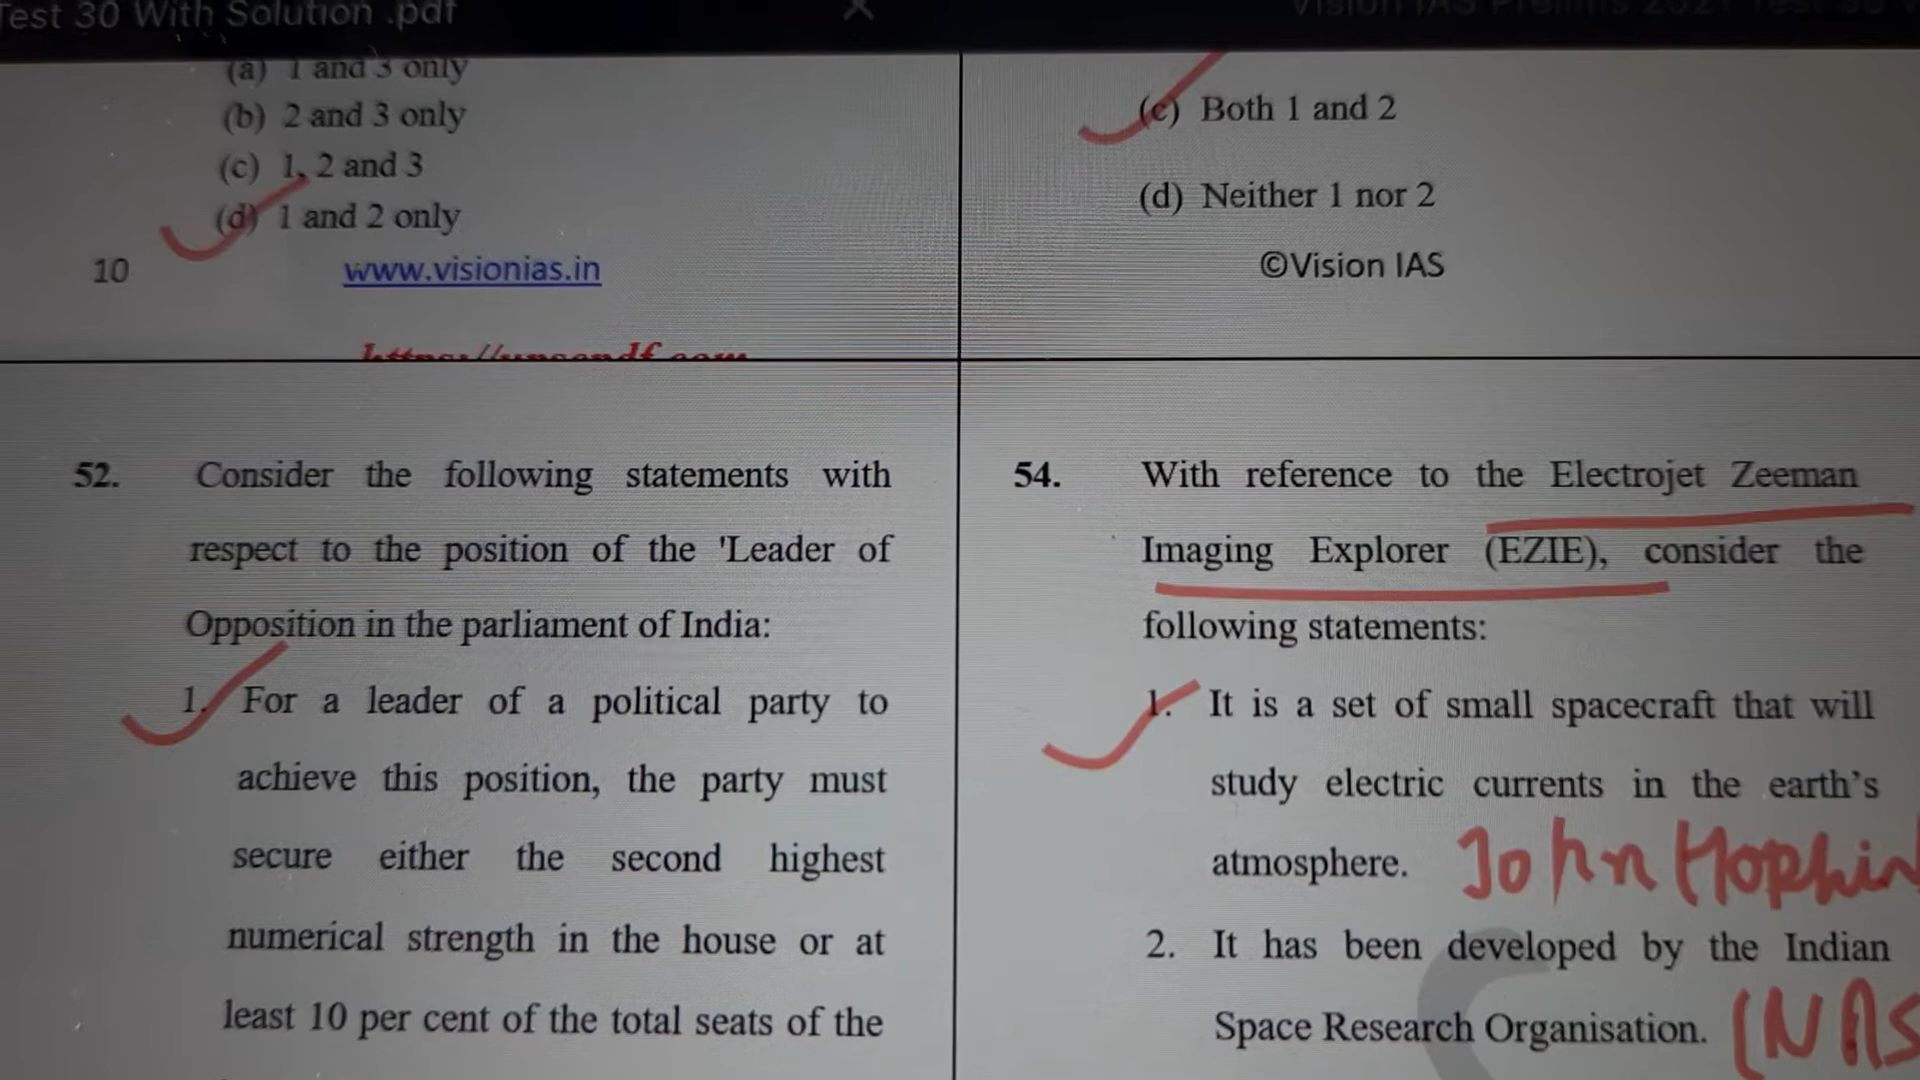 Test 30 With Solution .pdf
(a) 1 and 3 only
(b) 2 and 3 only
(c) 1, 2 and 3
(d) 1 and 2 only
10 www.visionias.in
(c) Both 1 and 2
(d) Neither 1 nor 2
©Vision IAS
52. Consider the following statements with
respect to the position of the 'Leader of
Opposition in the parliament of India:
1. For a leader of a political party to
achieve this position, the party must
secure either the second highest
numerical strength in the house or at
least 10 per cent of the total seats of the
54. With reference to the Electrojet Zeeman
Imaging Explorer (EZIE), consider the
following statements:
1. It is a set of small spacecraft that will
study electric currents in the earth's
atmosphere. John Hopkin
2. It has been developed by the Indian
Space Research Organisation. (NAS